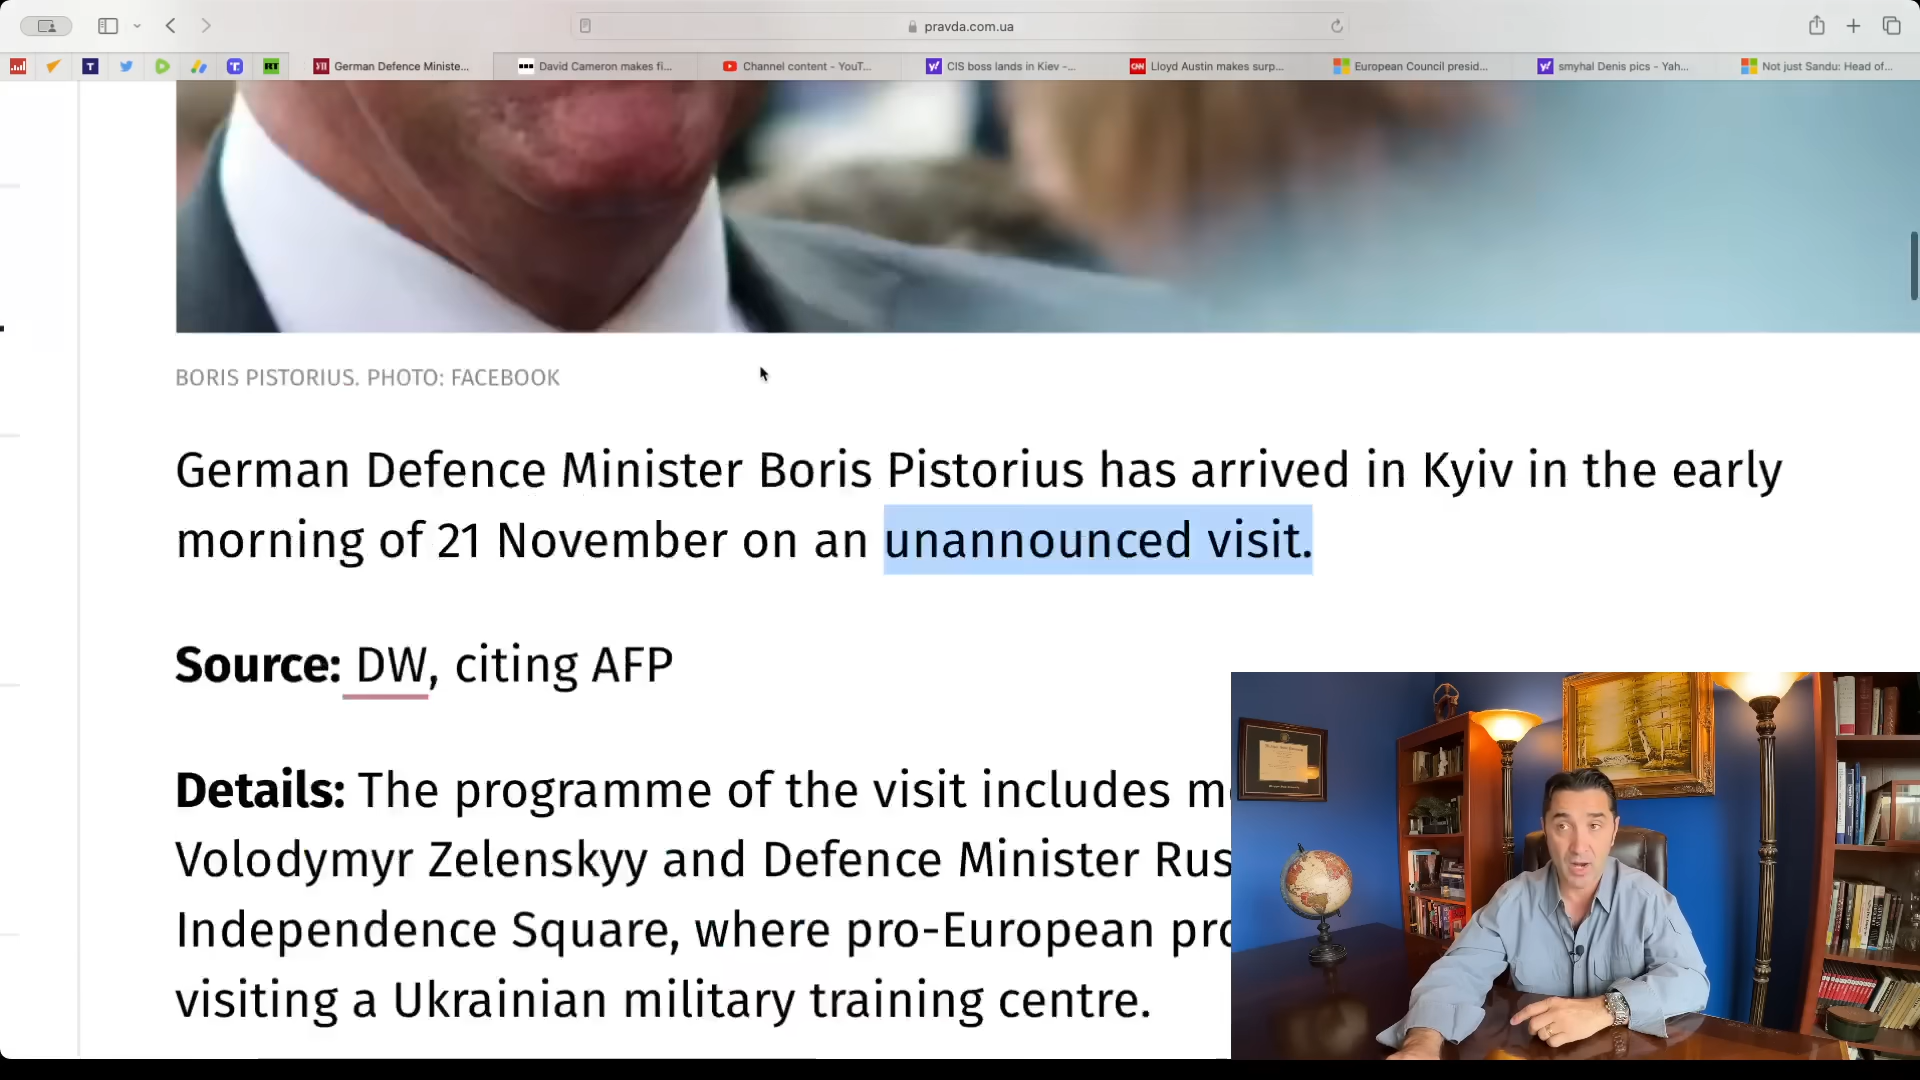 pravda.com.ua
German Defence Ministe...
David Cameron makes fi...
Channel content - YouT...
CIS boss lands in Kiev -...
Lloyd Austin makes surp...
European Council presid...
smyhal Denis pics - Yah...
Not just Sandu: Head of...
BORIS PISTORIUS. PHOTO: FACEBOOK
German Defence Minister Boris Pistorius has arrived in Kyiv in the early
morning of 21 November on an unannounced visit.
Source: DW, citing AFP
Details: The programme of the visit includes m
Volodymyr Zelenskyy and Defence Minister Rus
Independence Square, where pro-European pro
visiting a Ukrainian military training centre.